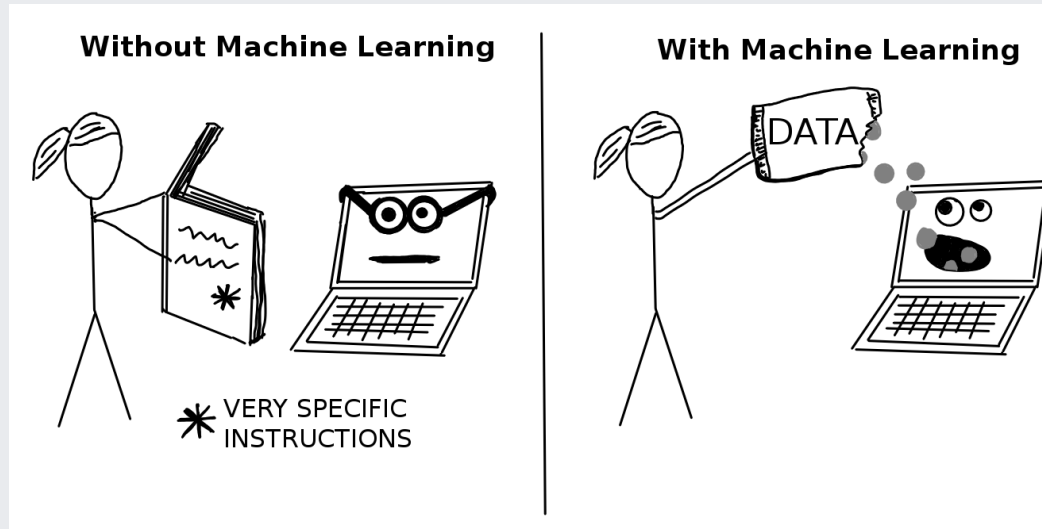 Without Machine Learning
VERY SPECIFIC
INSTRUCTIONS
With Machine Learning
DATA